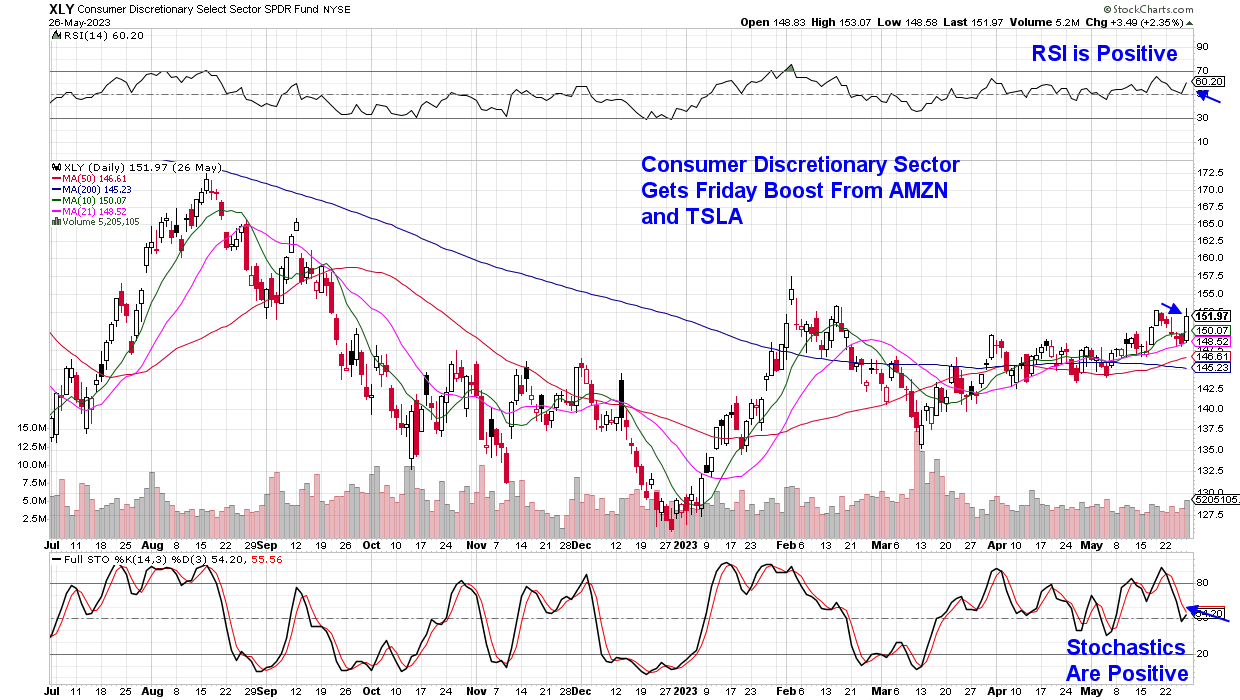 XLY Consumer Discretionary Select Sector SPDR Fund NYSE
© StockCharts.com
26-May-2023
Open 148.83 High 153.07 Low 148.58 Last 151.97 Volume 5.2M Chg +3.49 (+2.35%)
RSI(14) 60.20
RSI is Positive
90
70
60.20
30
10
XLY (Daily) 151.97 (26 May)
MA(50) 146.61
MA(200) 145.23
MA(10) 150.07
MA(21) 148.52
Volume 5,205,105
Consumer Discretionary Sector
Gets Friday Boost From AMZN
and TSLA
172.5
170.0
167.5
165.0
162.5
160.0
157.5
155.0
151.97
150.07
148.52
146.61
145.23
142.5
140.0
137.5
135.0
132.5
130.0
5205105
127.5
15.0M
12.5M
10.0M
7.5M
5.0M
2.5M
Jul 11 18 25 Aug 8 15 22 29 Sep 12 19 26 Oct 10 17 24 Nov 7 14 21 28 Dec 12 19 27 2023 9 17 23 Feb 6 13 21 Mar 6 13 20 27 Apr 10 17 24 May 8 15 22
Full STO %K(14,3) %D(3) 54.20, 55.56
80
54.20
20
Stochastics
Are Positive
Jul 11 18 25 Aug 8 15 22 29 Sep 12 19 26 Oct 10 17 24 Nov 7 14 21 28 Dec 12 19 27 2023 9 17 23 Feb 6 13 21 Mar 6 13 20 27 Apr 10 17 24 May 8 15 22